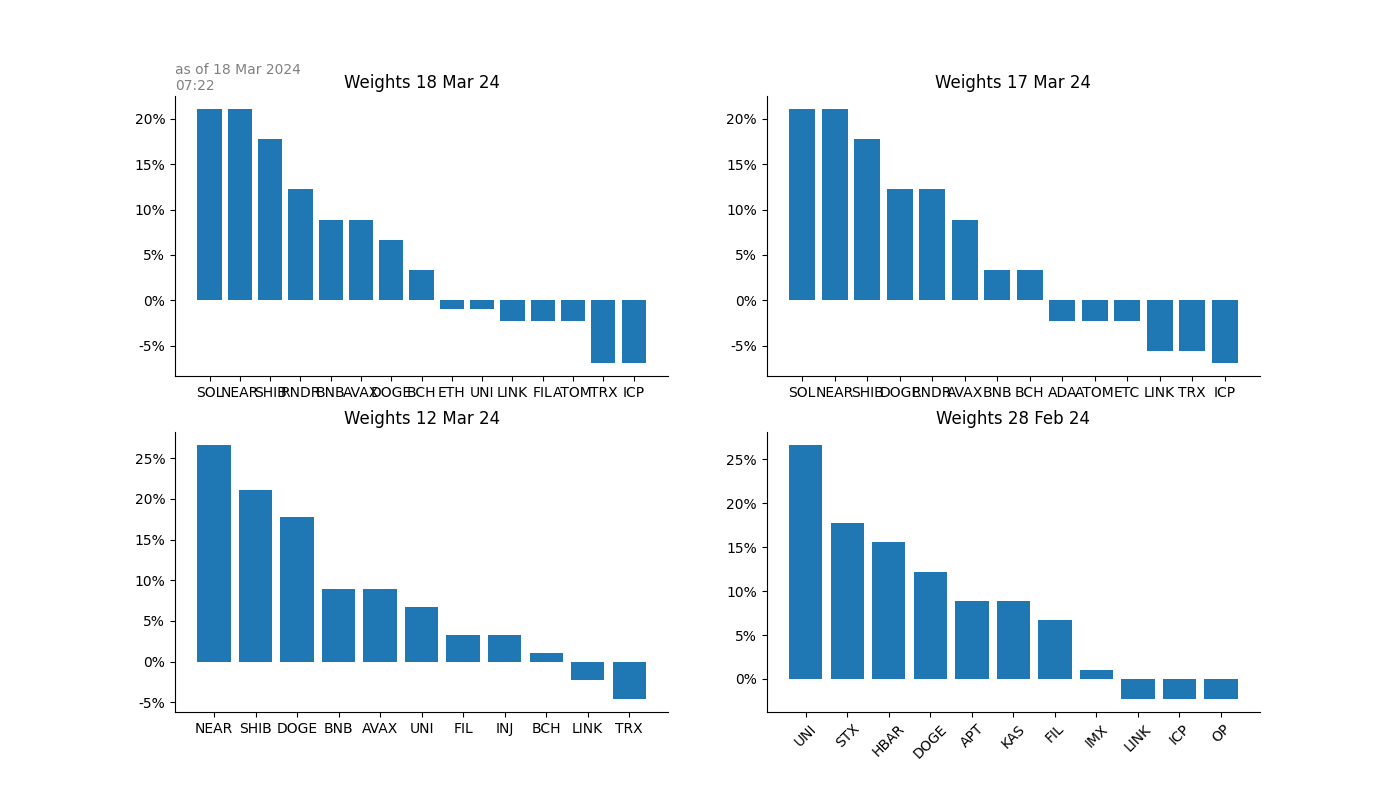 as of 18 Mar 2024
07:22
Weights 18 Mar 24
20%
15%
10%
5%
0%
-5%
SOL NEAR SHIB RNDR BNB AVAX DOGE BCH ETH UNI LINK FIL ATOM TRX ICP
Weights 17 Mar 24
20%
15%
10%
5%
0%
-5%
SOL NEAR SHIB DOGE RNDR AVAX BNB BCH ADA ATOM ETC LINK TRX ICP
Weights 12 Mar 24
25%
20%
15%
10%
5%
0%
-5%
NEAR SHIB DOGE BNB AVAX UNI FIL INJ BCH LINK TRX
Weights 28 Feb 24
25%
20%
15%
10%
5%
0%
UNI STX HBAR DOGE APT KAS FIL IMX LINK ICP OP